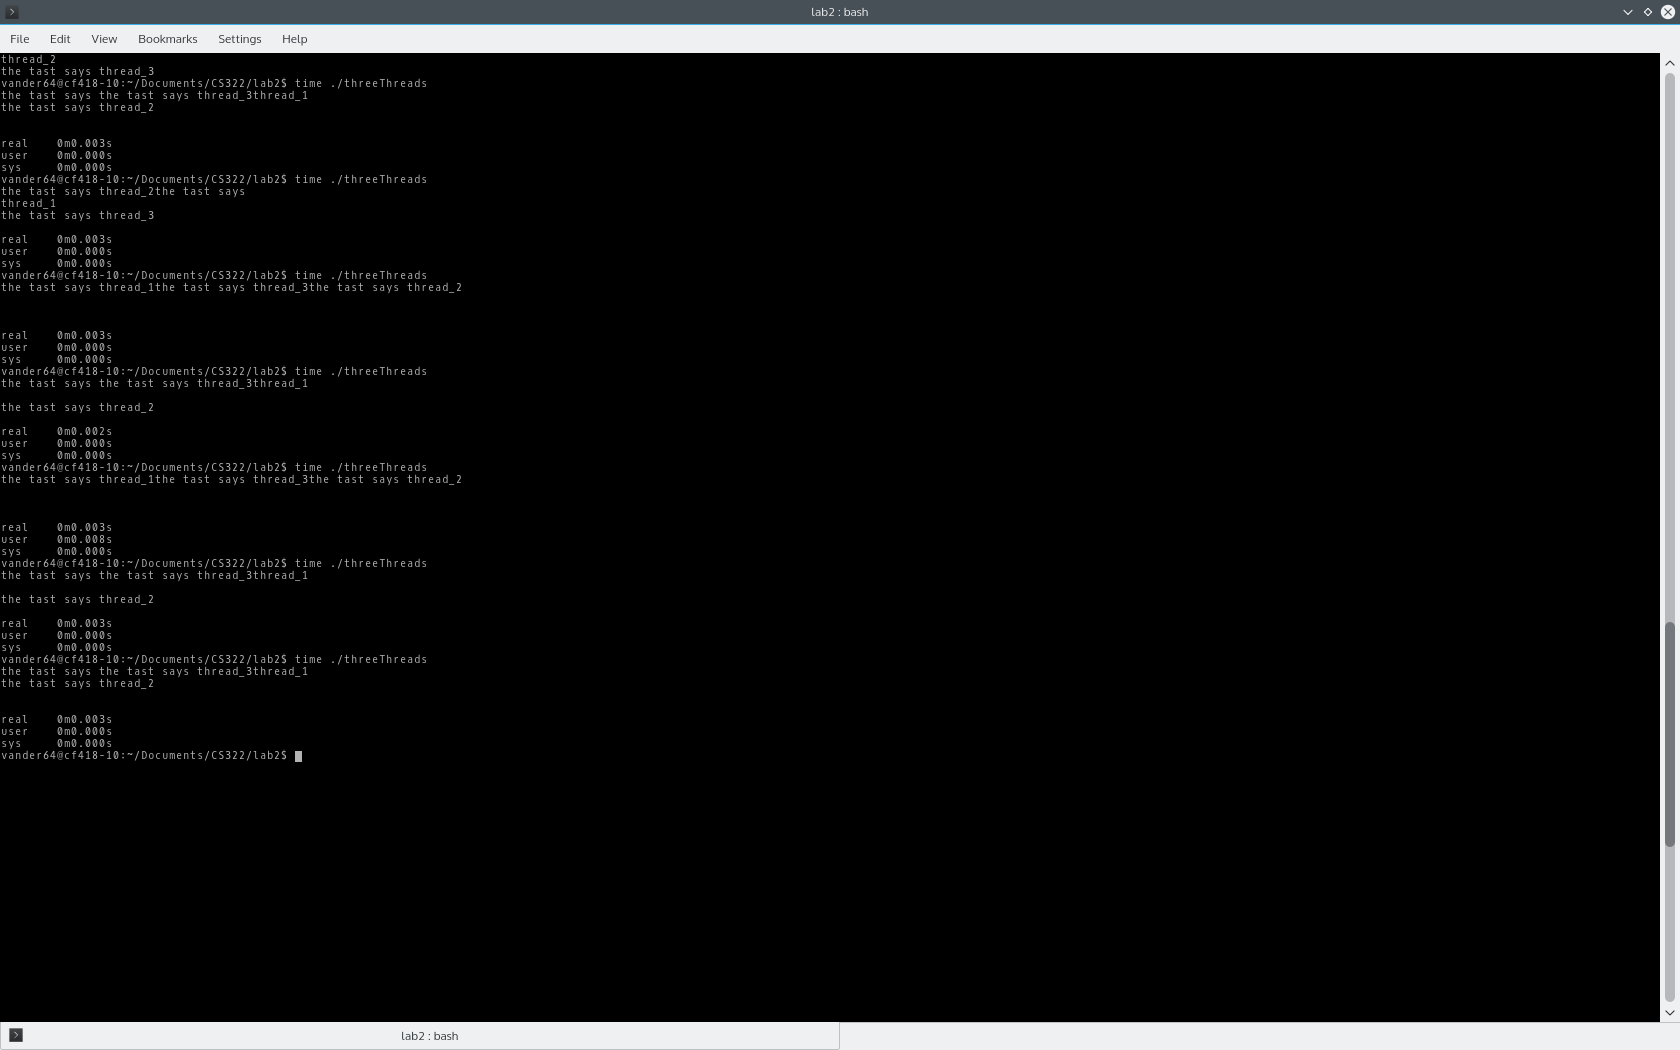 lab2 : bash
File Edit View Bookmarks Settings Help
thread_2
the tast says thread_3
vander64@cf418-10:~/Documents/CS322/lab2$ time ./threeThreads
the tast says the tast says thread_3thread_1
the tast says thread_2
real 0m0.003s
user 0m0.000s
sys 0m0.000s
vander64@cf418-10:~/Documents/CS322/lab2$ time ./threeThreads
the tast says thread_2the tast says
thread_1
the tast says thread_3
real 0m0.003s
user 0m0.000s
sys 0m0.000s
vander64@cf418-10:~/Documents/CS322/lab2$ time ./threeThreads
the tast says thread_1the tast says thread_3the tast says thread_2
real 0m0.003s
user 0m0.000s
sys 0m0.000s
vander64@cf418-10:~/Documents/CS322/lab2$ time ./threeThreads
the tast says the tast says thread_3thread_1
the tast says thread_2
real 0m0.002s
user 0m0.000s
sys 0m0.000s
vander64@cf418-10:~/Documents/CS322/lab2$ time ./threeThreads
the tast says thread_1the tast says thread_3the tast says thread_2
real 0m0.003s
user 0m0.008s
sys 0m0.000s
vander64@cf418-10:~/Documents/CS322/lab2$ time ./threeThreads
the tast says the tast says thread_3thread_1
the tast says thread_2
real 0m0.003s
user 0m0.000s
sys 0m0.000s
vander64@cf418-10:~/Documents/CS322/lab2$ time ./threeThreads
the tast says the tast says thread_3thread_1
the tast says thread_2
real 0m0.003s
user 0m0.000s
sys 0m0.000s
vander64@cf418-10:~/Documents/CS322/lab2$
lab2 : bash